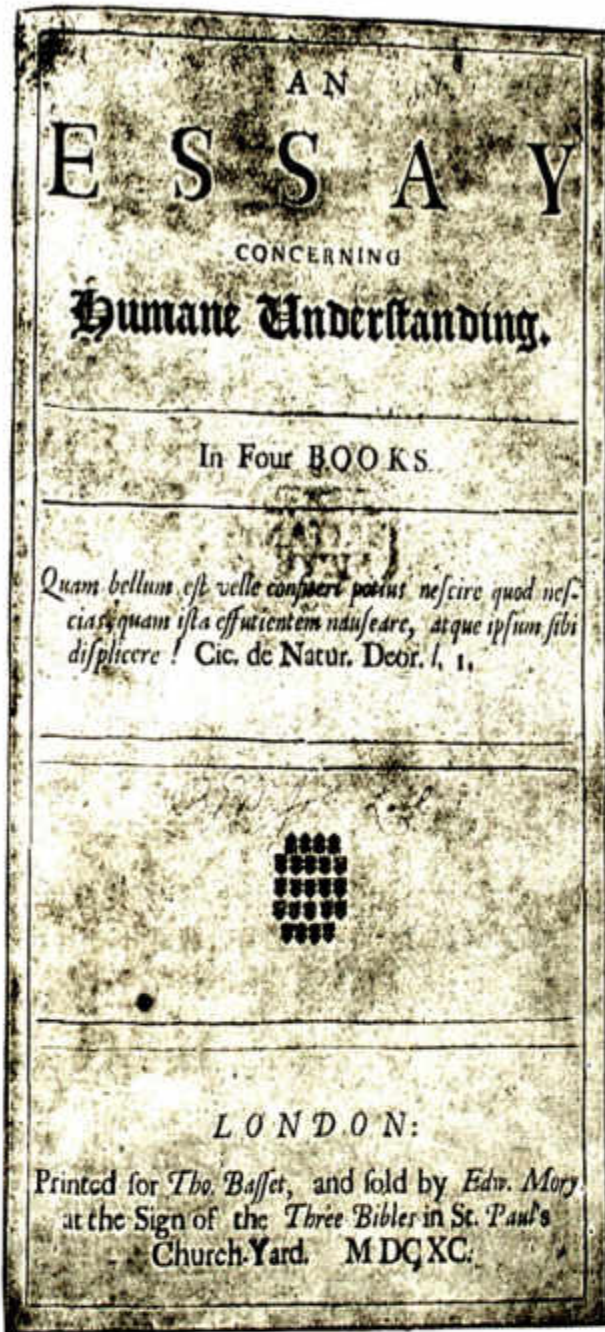 AN
ESSAY
CONCERNING
Humane Underſtanding.
In Four BOOKS
Quam bellum eſt velle confiteri potius neſcire quod neſ-
cias, quam iſta effutientem nauſeare, atque ipſum ſibi
diſplicere! Cic. de Natur. Deor. l. 1.
LONDON:
Printed for Tho. Baſſet, and ſold by Edw. Mory
at the Sign of the Three Bibles in St. Paul's
Church-Yard. MDCXC.